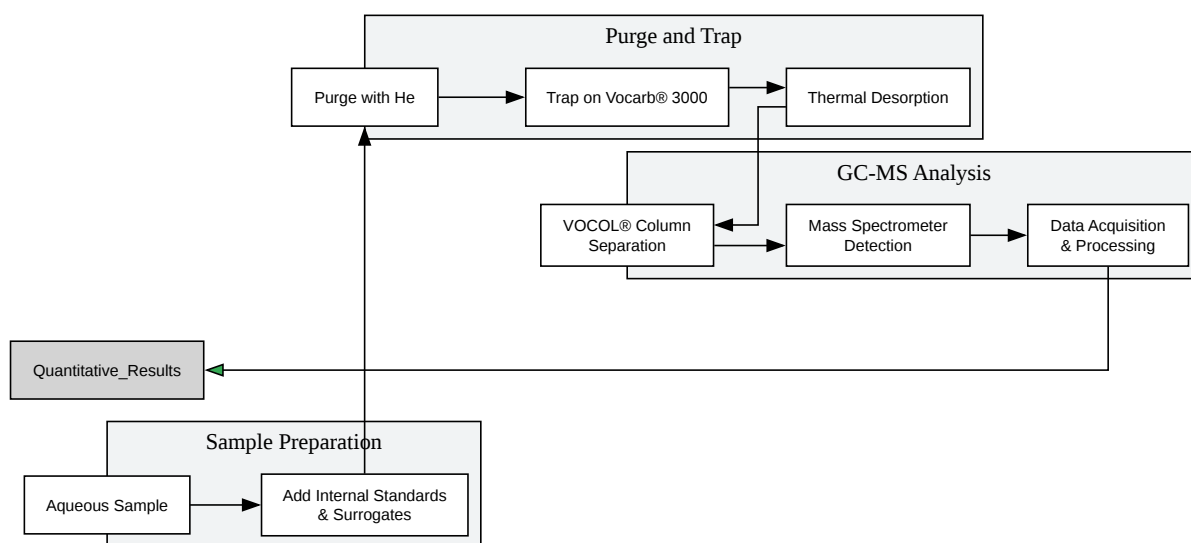 Purge and Trap
Purge with He
Trap on Vocarb® 3000
Thermal Desorption
GC-MS Analysis
VOCOL® Column
Separation
Mass Spectrometer
Detection
Data Acquisition
& Processing
Quantitative_Results
Sample Preparation
Aqueous Sample
Add Internal Standards
& Surrogates